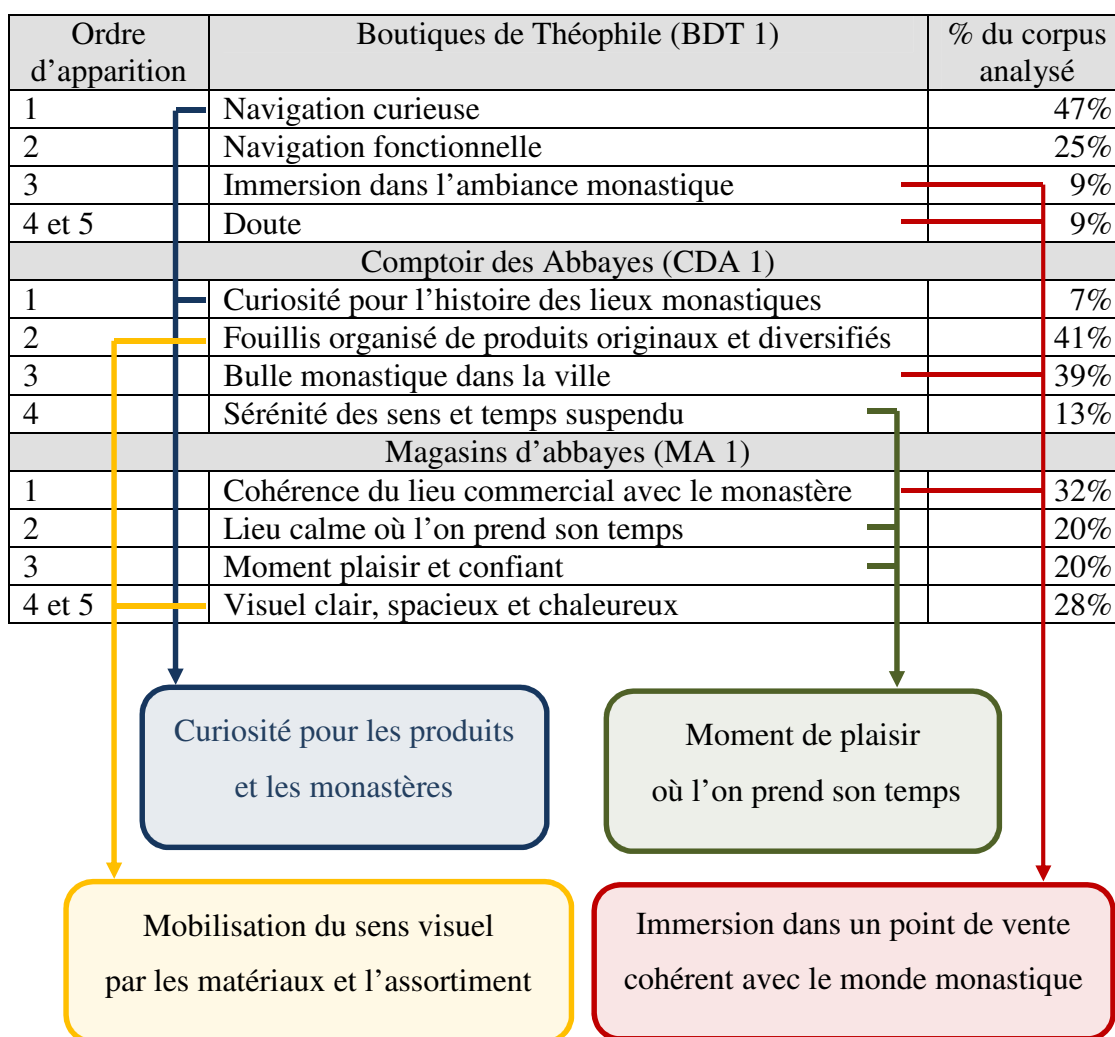 Ordre d’apparition Boutiques de Théophile (BDT 1) % du corpus analysé
1 Navigation curieuse 47%
2 Navigation fonctionnelle 25%
3 Immersion dans l’ambiance monastique 9%
4 et 5 Doute 9%
Comptoir des Abbayes (CDA 1)
1 Curiosité pour l’histoire des lieux monastiques 7%
2 Fouillis organisé de produits originaux et diversifiés 41%
3 Bulle monastique dans la ville 39%
4 Sérénité des sens et temps suspendu 13%
Magasins d’abbayes (MA 1)
1 Cohérence du lieu commercial avec le monastère 32%
2 Lieu calme où l’on prend son temps 20%
3 Moment plaisir et confiant 20%
4 et 5 Visuel clair, spacieux et chaleureux 28%
Curiosité pour les produits
et les monastères
Moment de plaisir
où l’on prend son temps
Mobilisation du sens visuel
par les matériaux et l’assortiment
Immersion dans un point de vente
cohérent avec le monde monastique